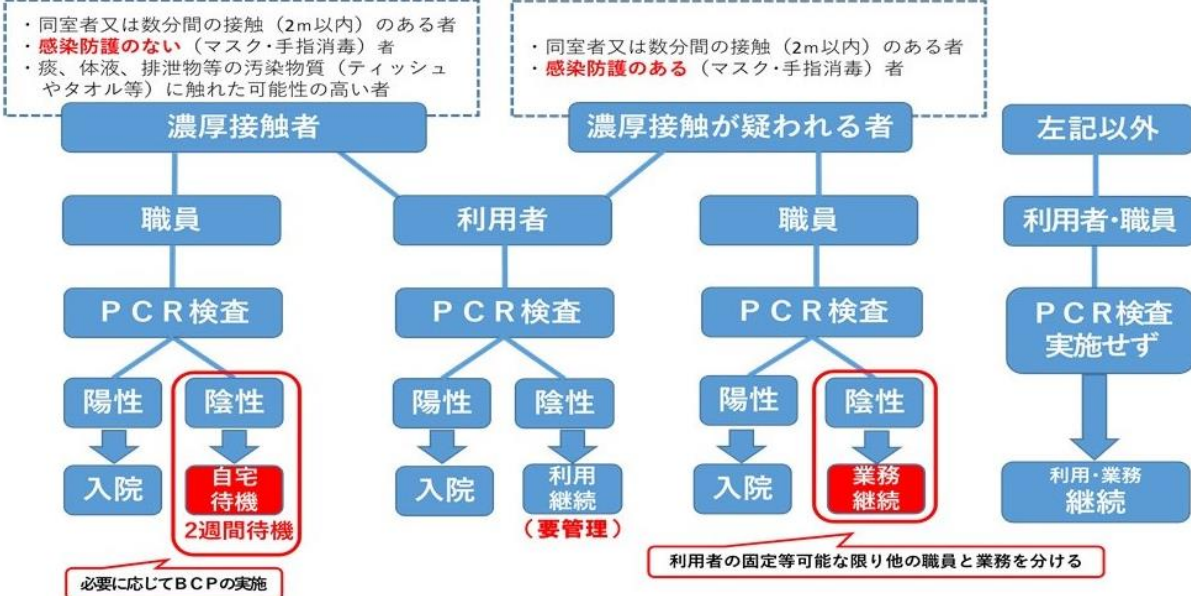 ・同室者又は数分間の接触（2m以内）のある者
・感染防護のない（マスク･手指消毒）者
・痰、体液、排泄物等の汚染物質（ティッシュ
やタオル等）に触れた可能性の高い者
・同室者又は数分間の接触（2m以内）のある者
・感染防護のある（マスク･手指消毒）者
濃厚接触者
濃厚接触が疑われる者
左記以外
職員
利用者
職員
利用者･職員
ＰＣＲ検査
ＰＣＲ検査
ＰＣＲ検査
ＰＣＲ検査
実施せず
陽性
陰性
陽性
陰性
陽性
陰性
入院
自宅
待機
2週間待機
入院
利用
継続
（要管理）
入院
業務
継続
利用･業務
継続
必要に応じてＢＣＰの実施
利用者の固定等可能な限り他の職員と業務を分ける